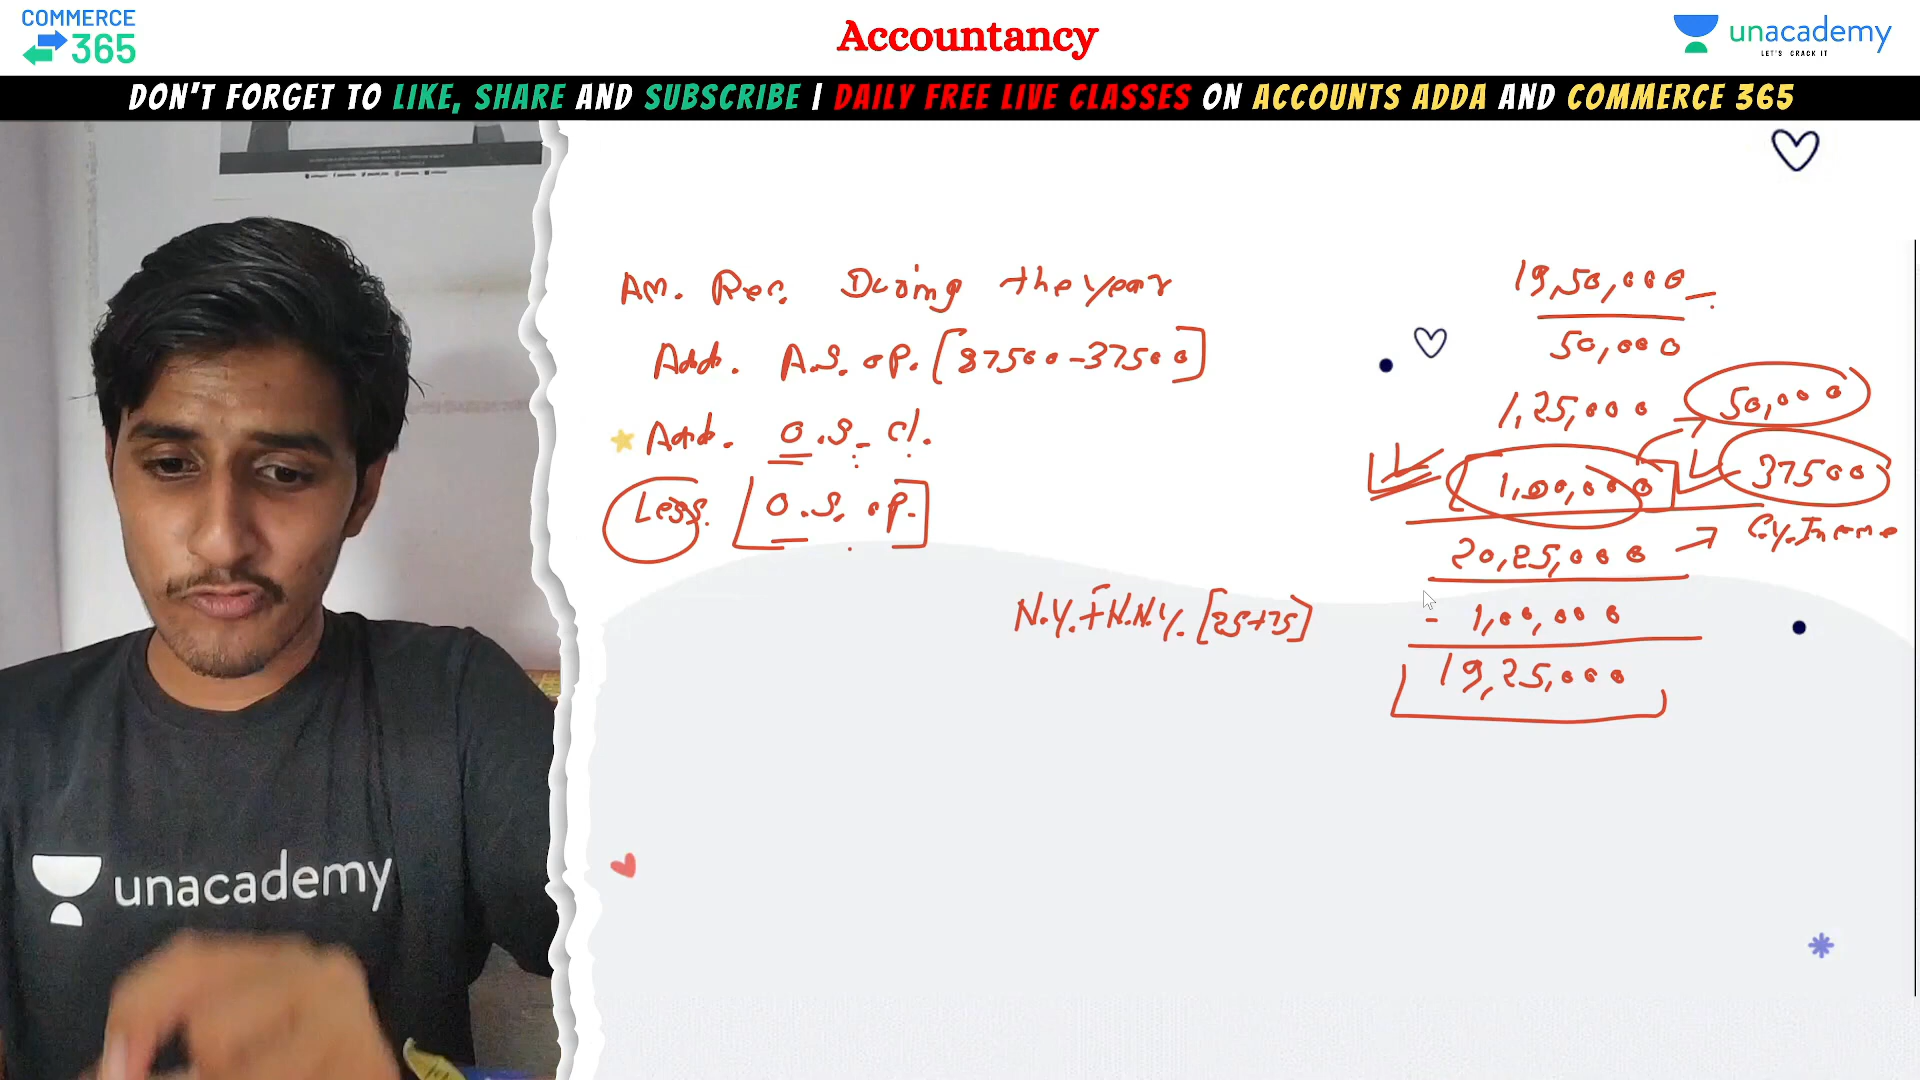 COMMERCE
365
Accountancy
unacademy
LET'S CRACK IT
DON'T FORGET TO LIKE, SHARE AND SUBSCRIBE | DAILY FREE LIVE CLASSES ON ACCOUNTS ADDA AND COMMERCE 365
Am. Rec. During the year
19,50,000
Add. A.S. op. [87500-37500]
50,000
Add. O.S. cl.
1,25,000
50,000
Less. O.S. op.
1,00,000
37500
20,25,000
C.y. Income
N.Y. + N.N.Y. [25+75]
- 1,00,000
19,25,000
unacademy